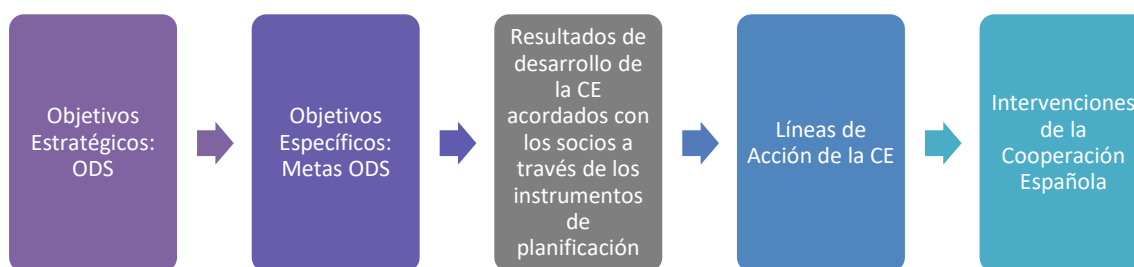 Objetivos
Estratégicos:
ODS
Objetivos
Específicos:
Metas ODS
Resultados de
desarrollo de
la CE
acordados con
los socios a
través de los
instrumentos
de
planificación
Líneas de
Acción de la CE
Intervenciones
de la
Cooperación
Española